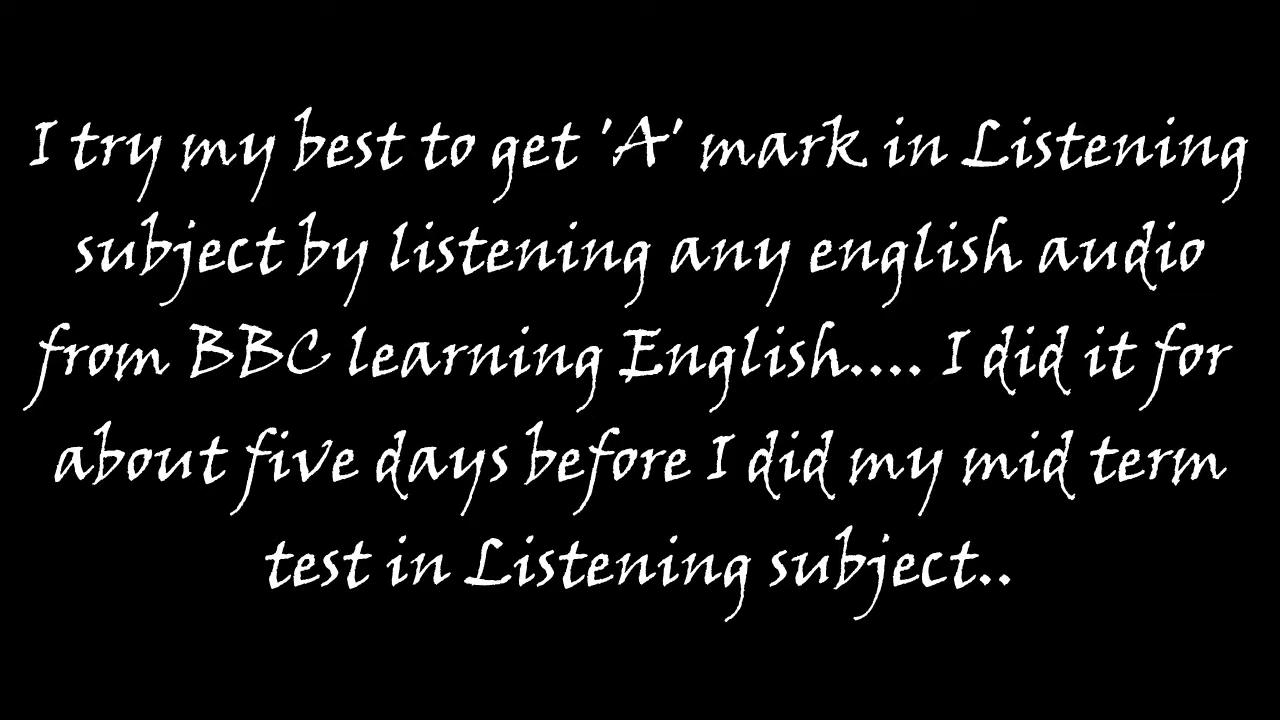 I try my best to get 'A' mark in Listening
subject by listening any english audio
from BBC learning English.... I did it for
about five days before I did my mid term
test in Listening subject..